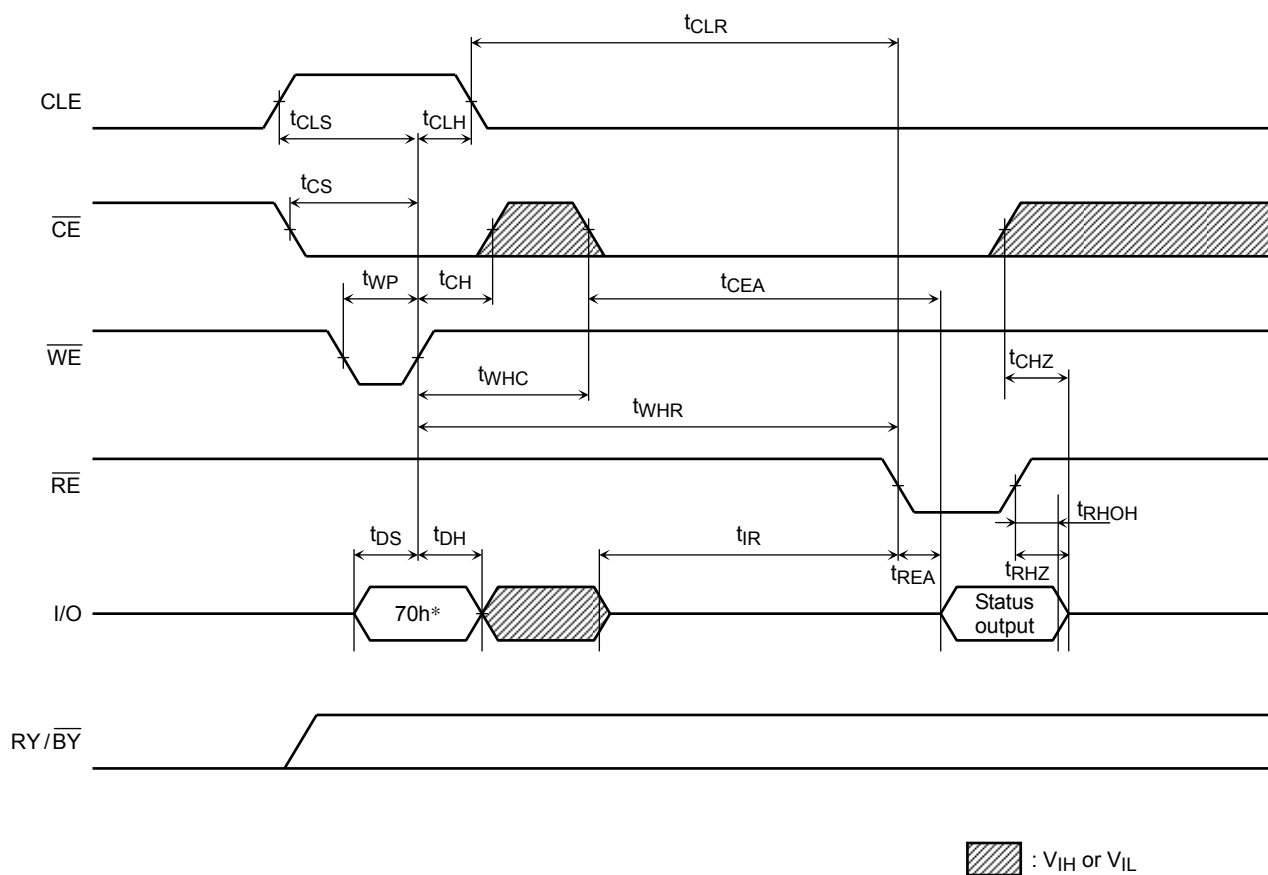 tCLR
CLE
tCLS
tCLH
tCS
CE
tWP
tCH
tCEA
WE
tCHZ
tWHC
tWHR
RE
tRHOH
tDS
tDH
tIR
tREA
tRHZ
I/O
70h*
Status
output
RY/BY
: VIH or VIL